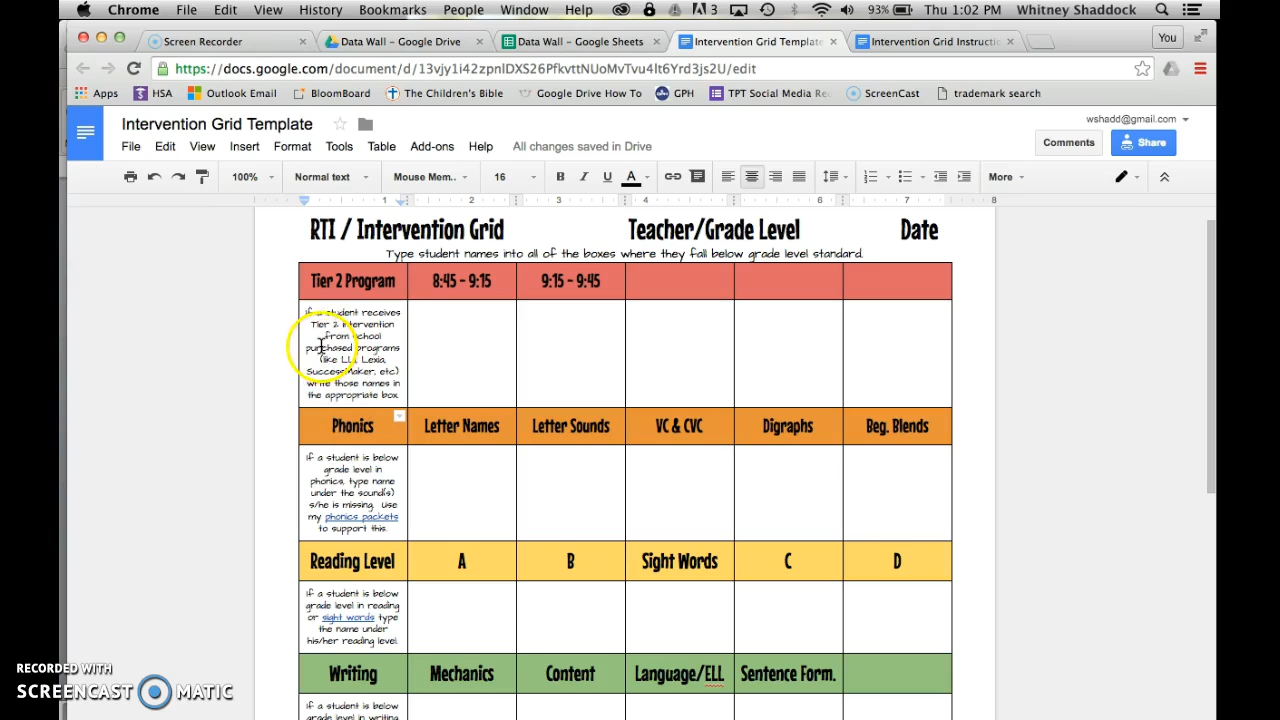 Chrome File Edit View History Bookmarks People Window Help 3 93% Thu 1:02 PM Whitney Shaddock
Screen Recorder Data Wall - Google Drive Data Wall - Google Sheets Intervention Grid Template Intervention Grid Instructi You
https://docs.google.com/document/d/13vjy1i42zpnlDXS26PfkvttNUoMvTvu4lt6Yrd3js2U/edit
Apps HSA Outlook Email BloomBoard The Children's Bible Google Drive How To GPH TPT Social Media Re ScreenCast trademark search
Intervention Grid Template
wshadd@gmail.com
File Edit View Insert Format Tools Table Add-ons Help All changes saved in Drive
Comments Share
100% Normal text Mouse Mem... 16 B I U A More
1 2 3 4 6 7 8
RTI / Intervention Grid Teacher/Grade Level Date
Type student names into all of the boxes where they fall below grade level standard.
Tier 2 Program 8:45 - 9:15 9:15 - 9:45
If a student receives
Tier 2 intervention
from school
purchased programs
(like LLI, Lexia,
SuccessMaker, etc)
write those names in
the appropriate box.
Phonics Letter Names Letter Sounds VC & CVC Digraphs Beg. Blends
If a student is below
grade level in
phonics, type name
under the sound(s)
s/he is missing. Use
my phonics packets
to support this.
Reading Level A B Sight Words C D
If a student is below
grade level in reading
or sight words type
the name under
his/her reading level.
Writing Mechanics Content Language/ELL Sentence Form.
If a student is below
grade level in writing
RECORDED WITH
SCREENCAST MATIC